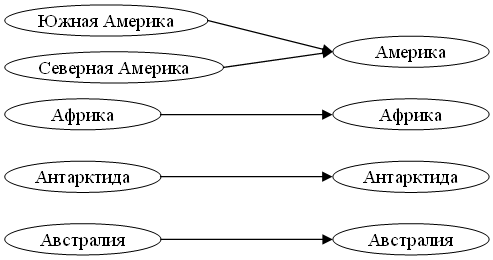 Южная Америка
Америка
Северная Америка
Африка
Африка
Антарктида
Антарктида
Австралия
Австралия